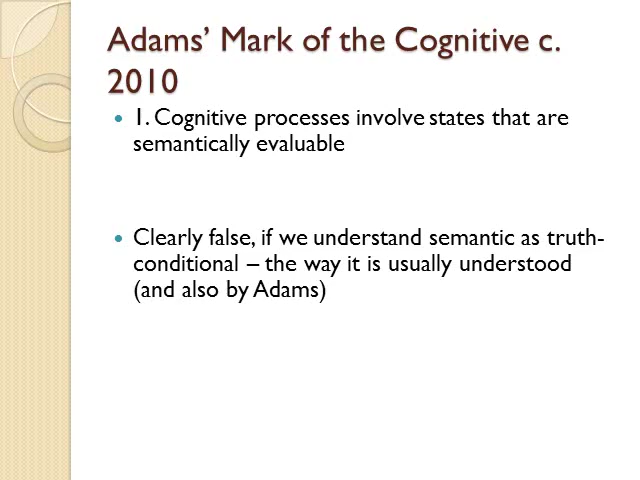 Adams’ Mark of the Cognitive c.
2010
• 1. Cognitive processes involve states that are
semantically evaluable
• Clearly false, if we understand semantic as truth-
conditional – the way it is usually understood
(and also by Adams)